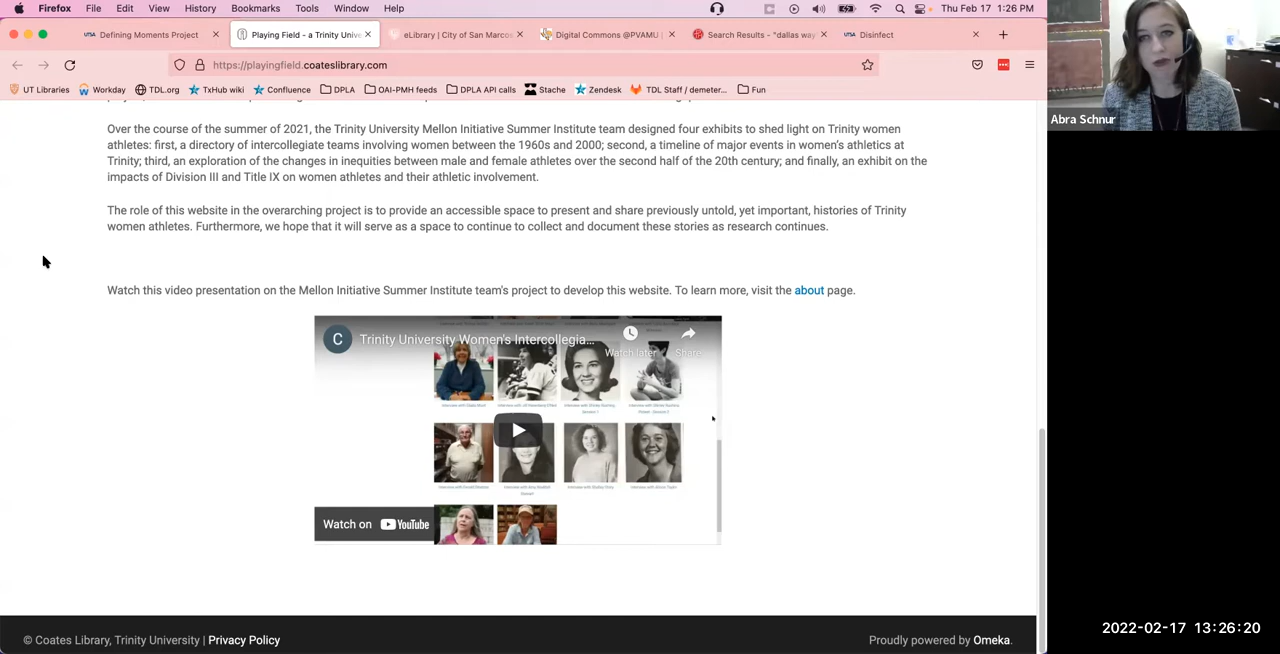 Firefox File Edit View History Bookmarks Tools Window Help Thu Feb 17 1:26 PM
UTSA Defining Moments Project Playing Field - a Trinity Unive eLibrary | City of San Marcos Digital Commons @PVAMU | Search Results - "dallas way UTSA Disinfect
https://playingfield.coateslibrary.com
UT Libraries Workday TDL.org TxHub wiki Confluence DPLA OAI-PMH feeds DPLA API calls Stache Zendesk TDL Staff / demeter... Fun
Abra Schnur
Over the course of the summer of 2021, the Trinity University Mellon Initiative Summer Institute team designed four exhibits to shed light on Trinity women
athletes: first, a directory of intercollegiate teams involving women between the 1960s and 2000; second, a timeline of major events in women's athletics at
Trinity; third, an exploration of the changes in inequities between male and female athletes over the second half of the 20th century; and finally, an exhibit on the
impacts of Division III and Title IX on women athletes and their athletic involvement.
The role of this website in the overarching project is to provide an accessible space to present and share previously untold, yet important, histories of Trinity
women athletes. Furthermore, we hope that it will serve as a space to continue to collect and document these stories as research continues.
Watch this video presentation on the Mellon Initiative Summer Institute team's project to develop this website. To learn more, visit the about page.
C Trinity University Women's Intercollegia...
Watch later Share
Watch on YouTube
© Coates Library, Trinity University | Privacy Policy
Proudly powered by Omeka.
2022-02-17 13:26:20